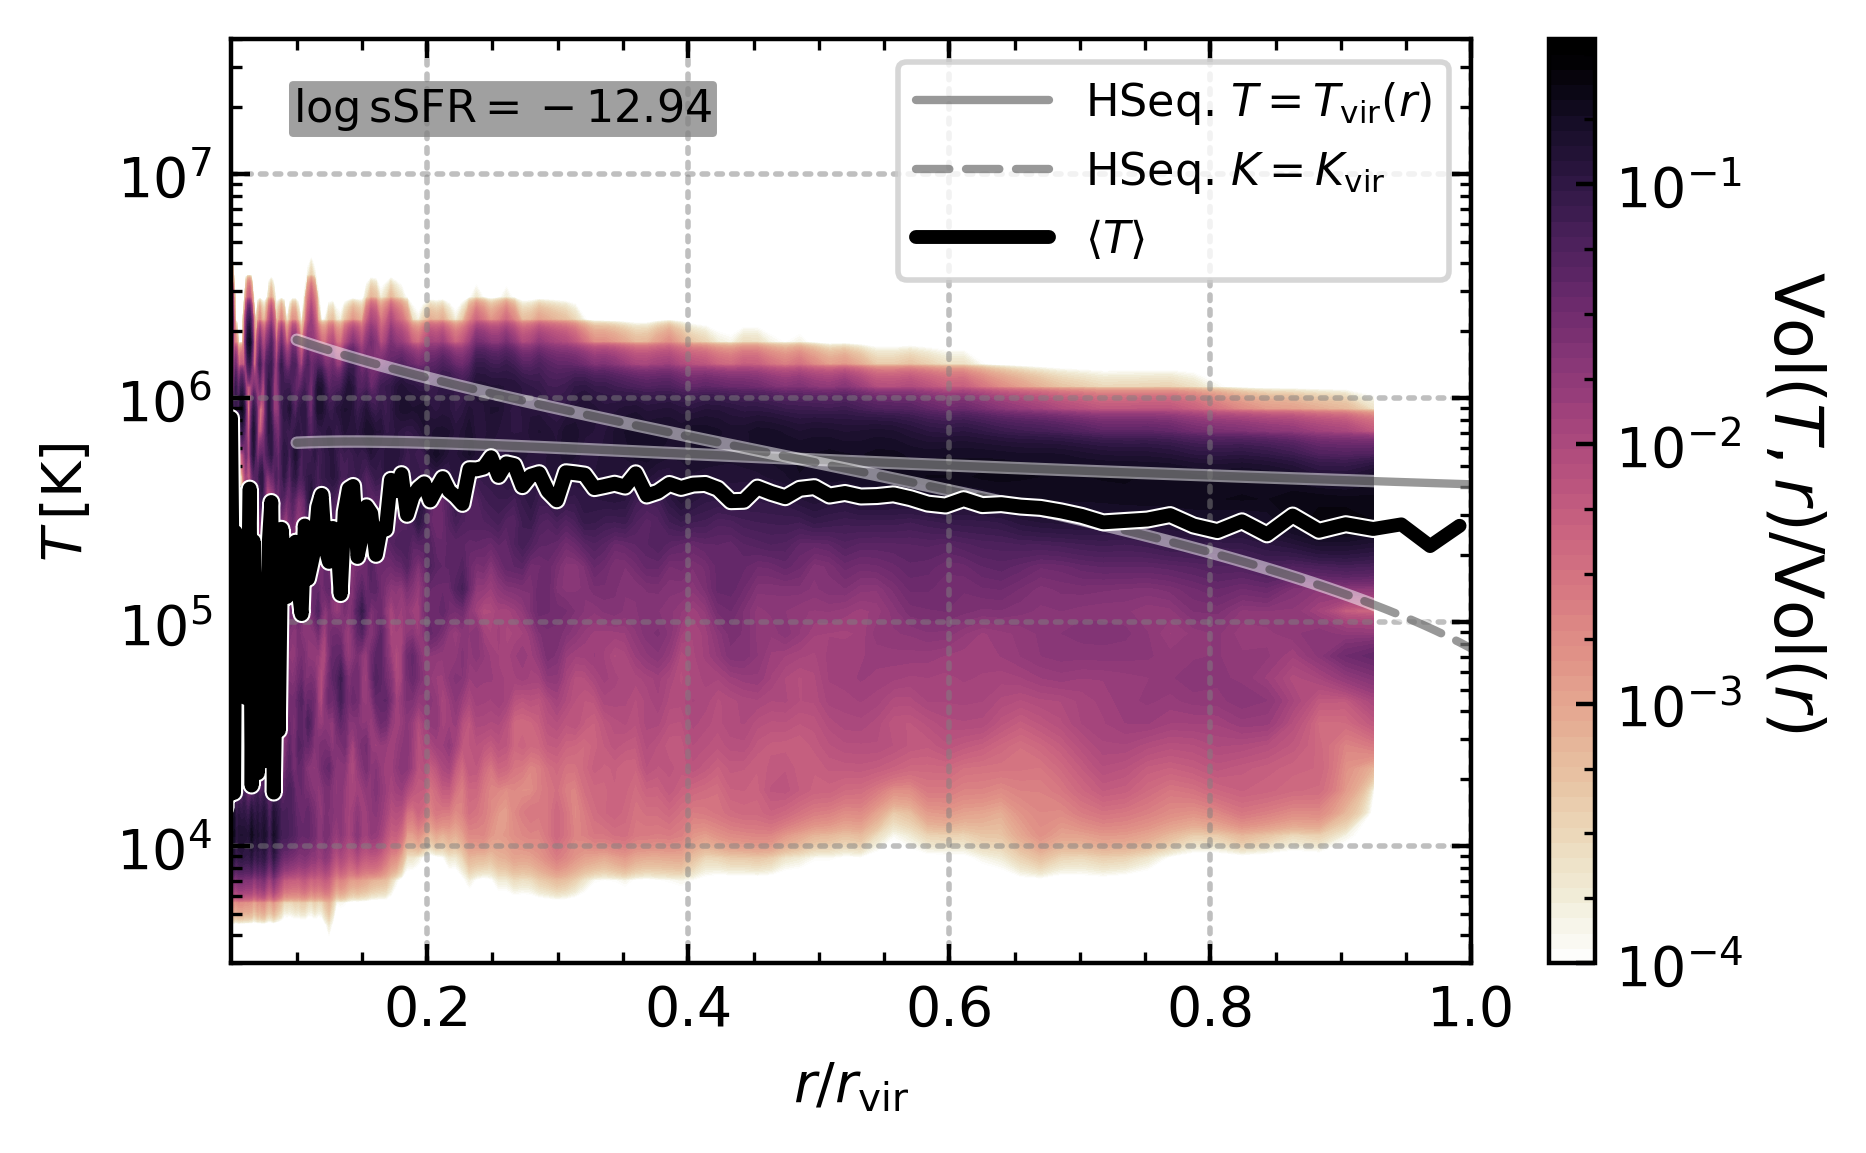 log sSFR = −12.94
HSeq. T = T_vir(r)
HSeq. K = K_vir
⟨T⟩
10^7
10^6
10^5
10^4
T [K]
0.2 0.4 0.6 0.8 1.0
r/r_vir
10^−1
10^−2
10^−3
10^−4
Vol(T, r)/Vol(r)